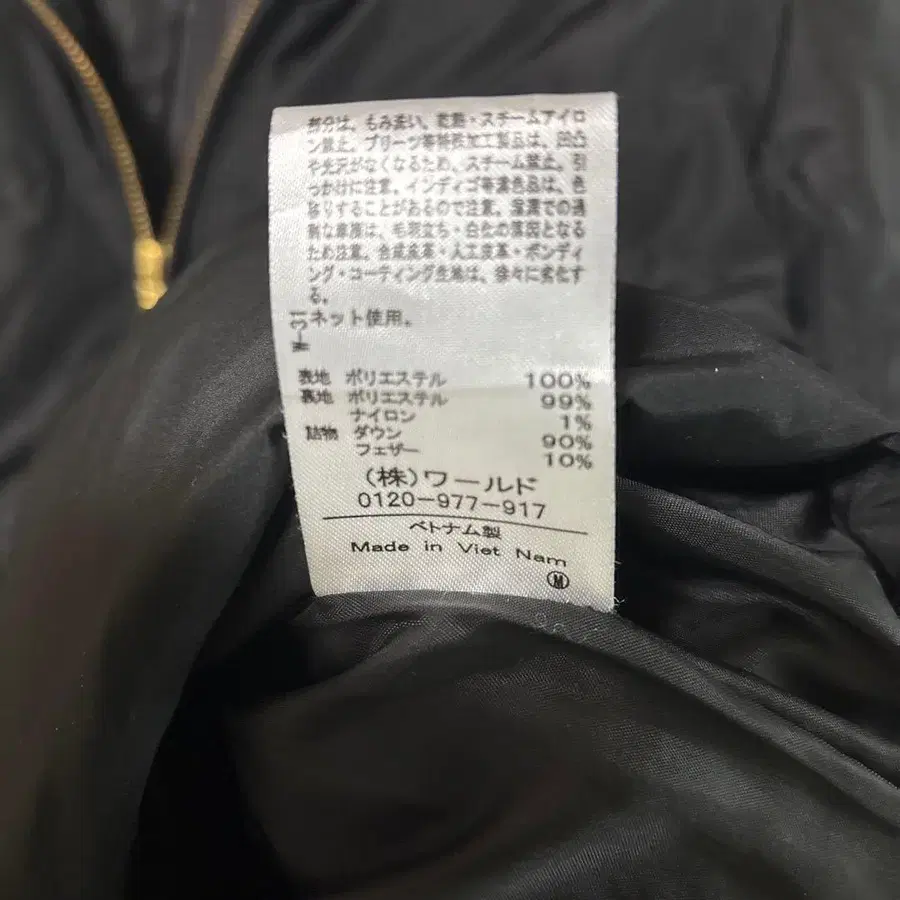 部分は、もみ洗い、乾熱・スチームアイロ
ン禁止。プリーツ等特殊加工製品は、凹凸
や光沢がなくなるため、スチーム禁止。引
っかけに注意。インディゴ等濃色品は、色
移りすることがあるので注意。湿潤での過
剰な摩擦は、毛羽立ち・白化の原因となる
ため注意。合成皮革・人工皮革・ボンディ
ング・コーティング生地は、徐々に劣化す
る。
ネット使用。
W-31
表地 ポリエステル 100%
裏地 ポリエステル 99%
ナイロン 1%
詰物 ダウン 90%
フェザー 10%
(株)ワールド
0120-977-917
ベトナム製
Made in Viet Nam
M